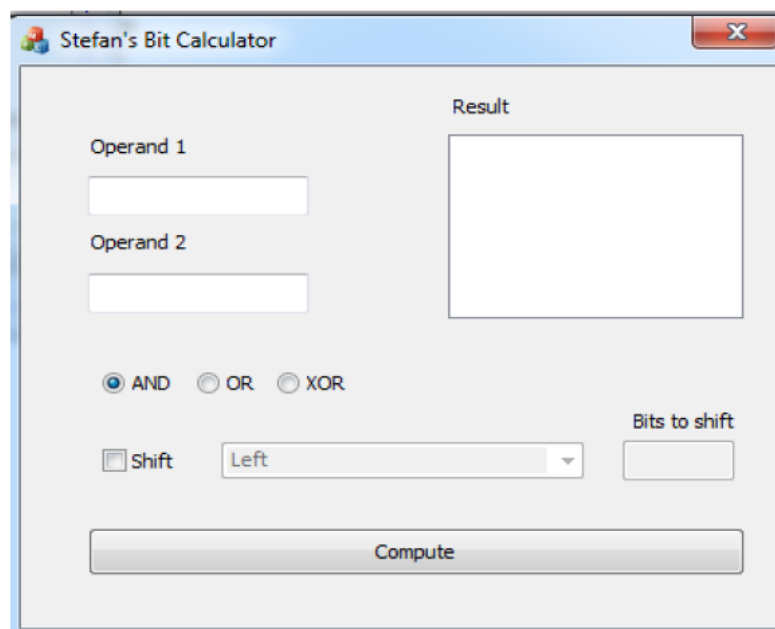 Stefan's Bit Calculator
Result
Operand 1
Operand 2
AND OR XOR
Bits to shift
Shift Left
Compute